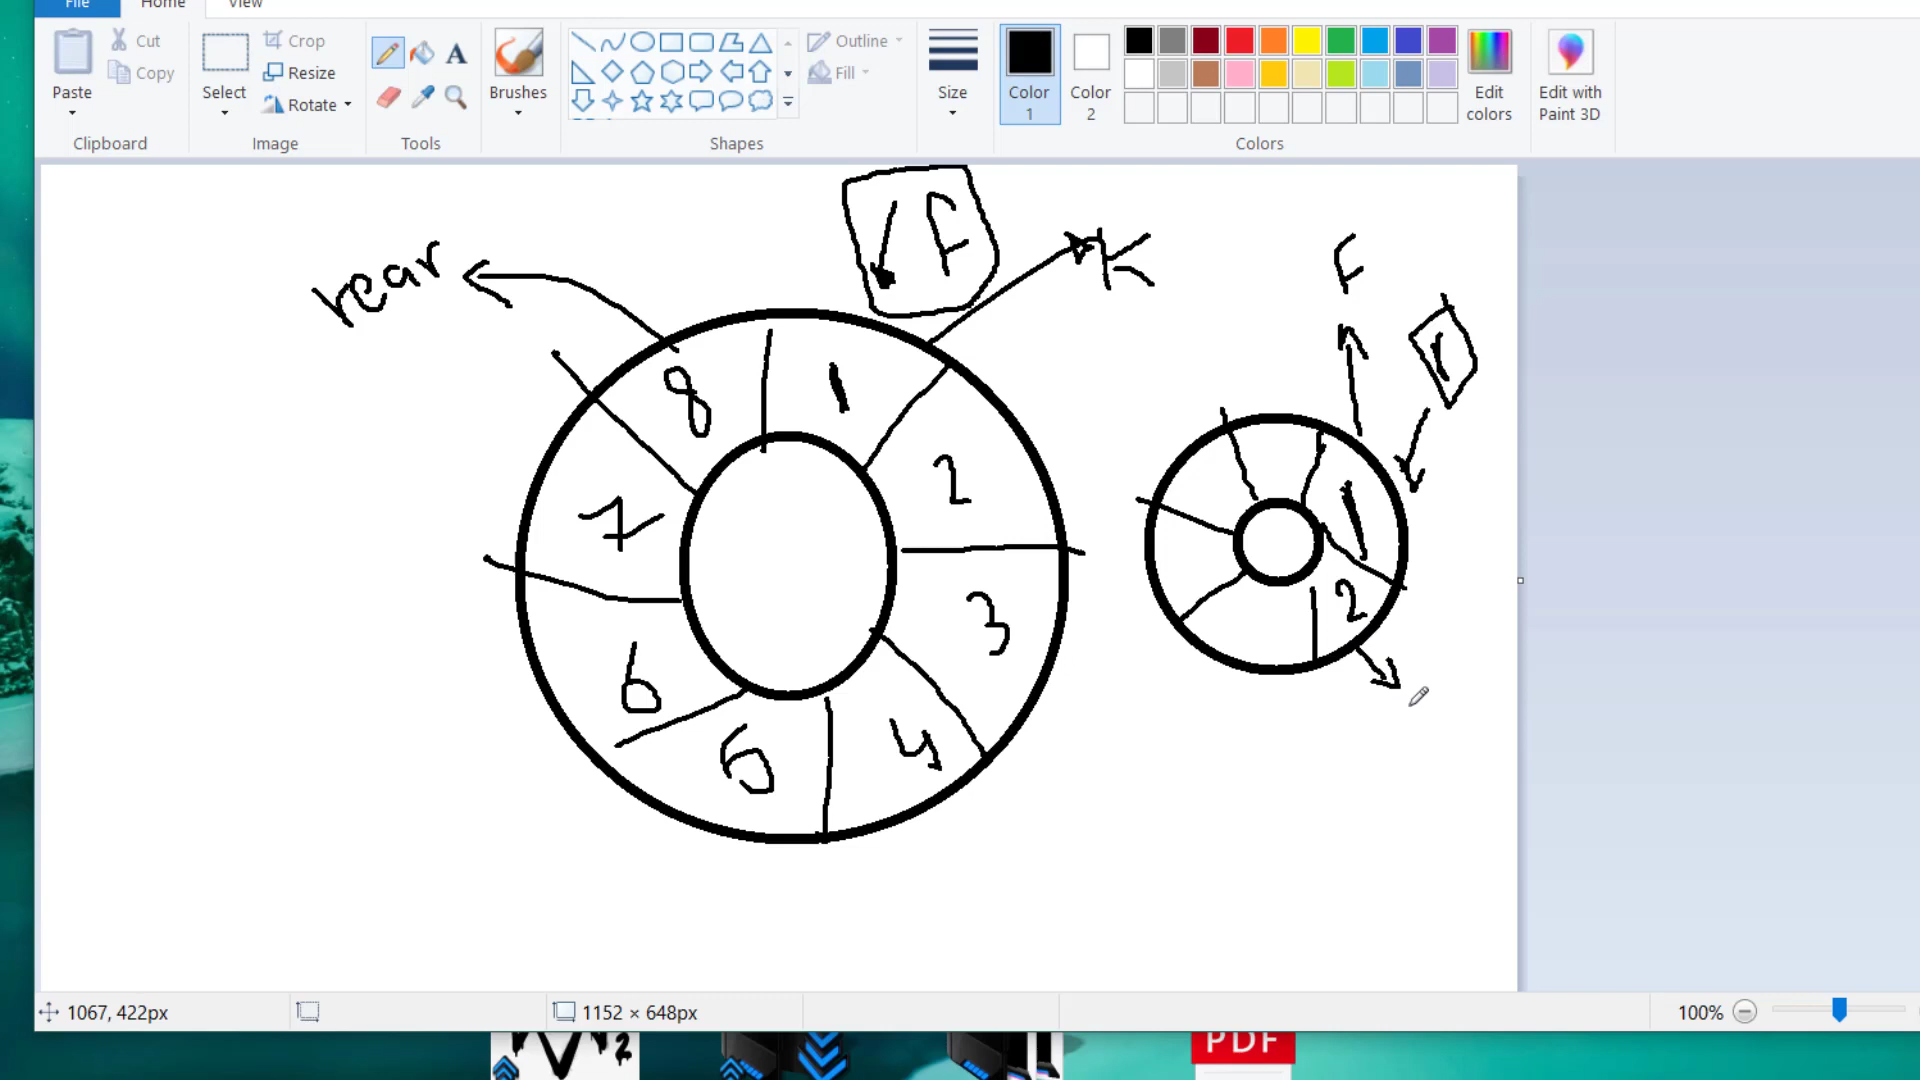 File Home View
Cut
Copy
Paste
Clipboard
Select
Crop
Resize
Rotate
Image
A
Tools
Brushes
Shapes
Outline
Fill
Size
Color 1
Color 2
Edit colors
Colors
Edit with Paint 3D
F
rear
F
r
8 1
2
7
3
6
5
4
1
2
1067, 422px
1152 × 648px
100%
2
PDF